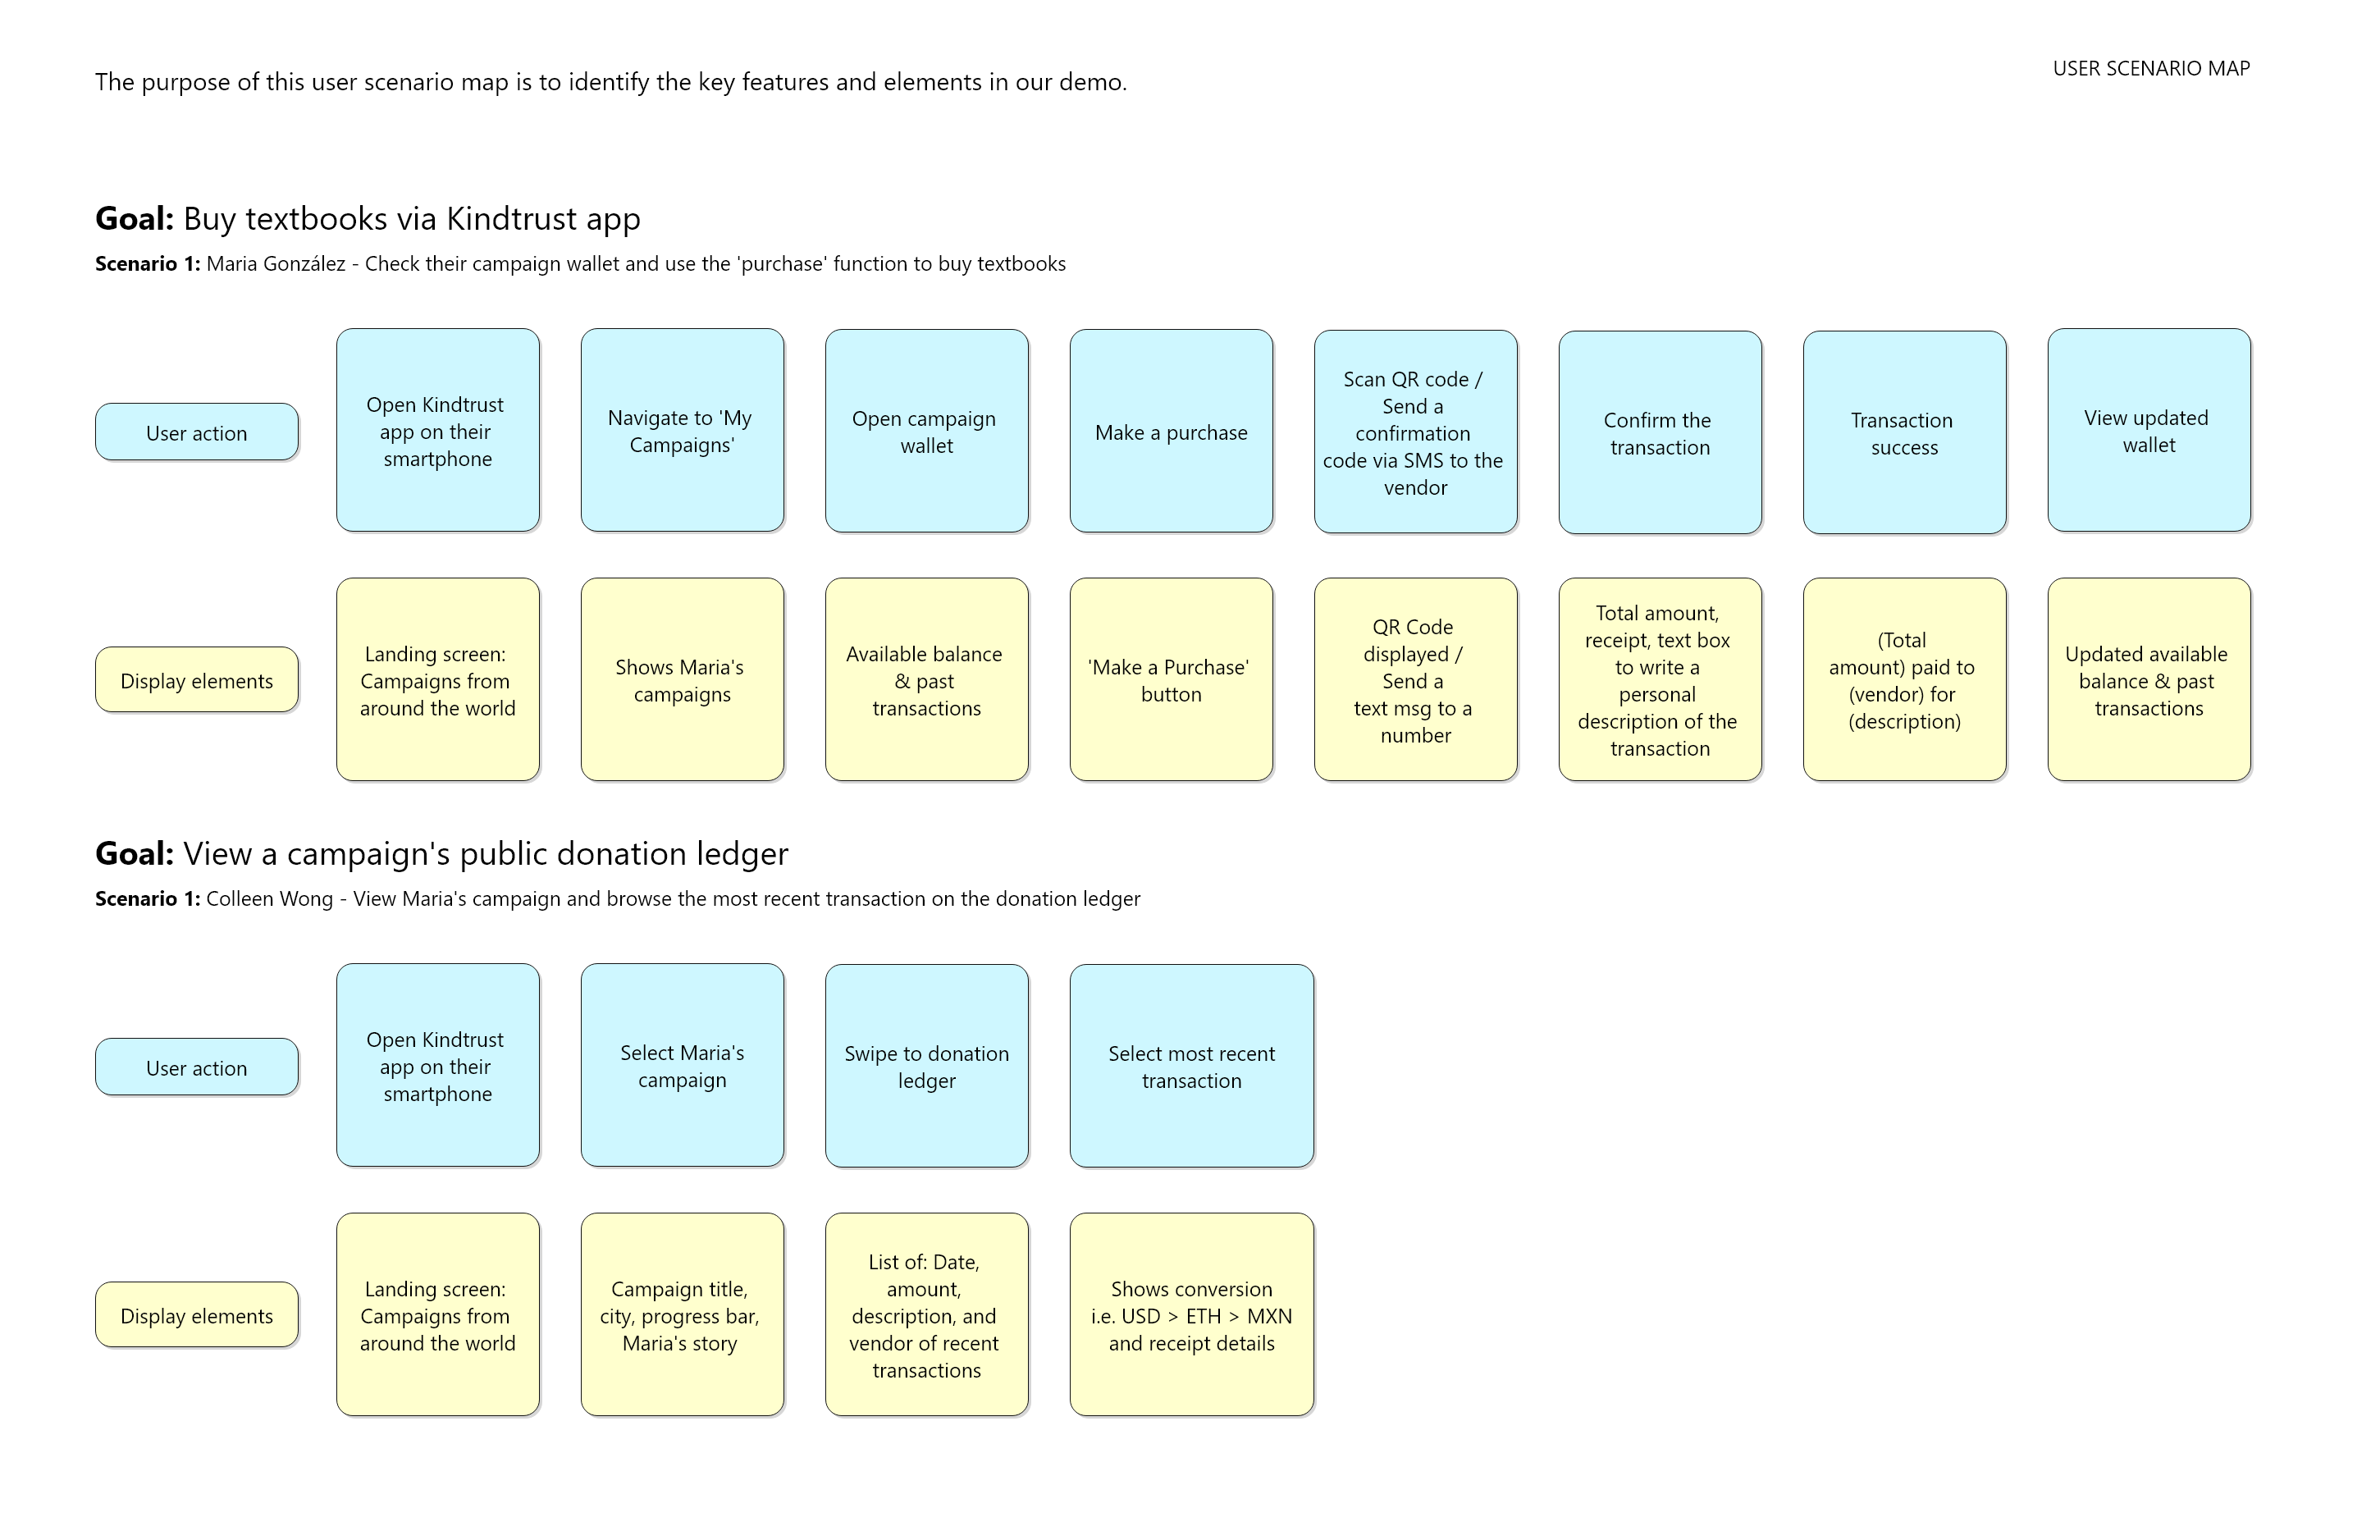 The purpose of this user scenario map is to identify the key features and elements in our demo.
USER SCENARIO MAP
Goal: Buy textbooks via Kindtrust app
Scenario 1: Maria González - Check their campaign wallet and use the 'purchase' function to buy textbooks
User action
Open Kindtrust
app on their
smartphone
Navigate to 'My
Campaigns'
Open campaign
wallet
Make a purchase
Scan QR code /
Send a
confirmation
code via SMS to the
vendor
Confirm the
transaction
Transaction
success
View updated
wallet
Display elements
Landing screen:
Campaigns from
around the world
Shows Maria's
campaigns
Available balance
& past
transactions
'Make a Purchase'
button
QR Code
displayed /
Send a
text msg to a
number
Total amount,
receipt, text box
to write a
personal
description of the
transaction
(Total
amount) paid to
(vendor) for
(description)
Updated available
balance & past
transactions
Goal: View a campaign's public donation ledger
Scenario 1: Colleen Wong - View Maria's campaign and browse the most recent transaction on the donation ledger
User action
Open Kindtrust
app on their
smartphone
Select Maria's
campaign
Swipe to donation
ledger
Select most recent
transaction
Display elements
Landing screen:
Campaigns from
around the world
Campaign title,
city, progress bar,
Maria's story
List of: Date,
amount,
description, and
vendor of recent
transactions
Shows conversion
i.e. USD > ETH > MXN
and receipt details